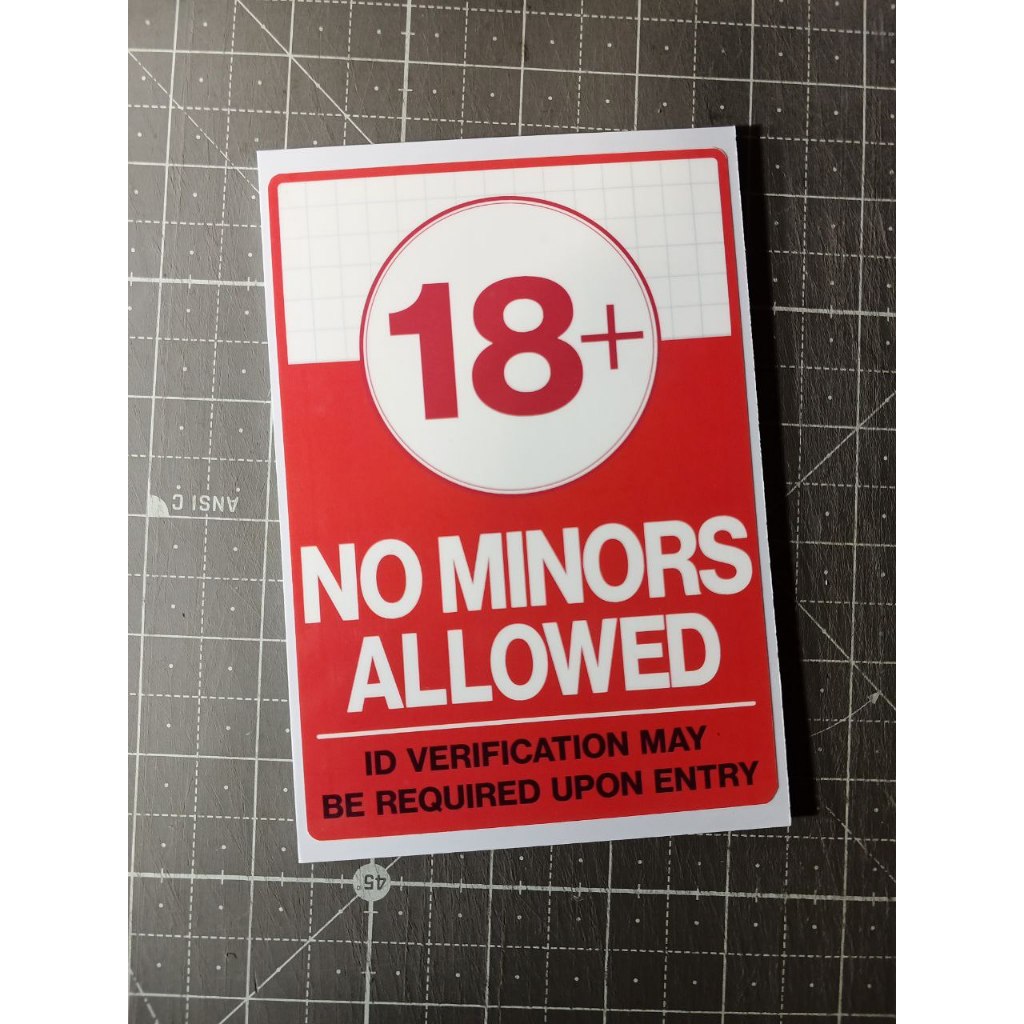 18+
NO MINORS
ALLOWED
ID VERIFICATION MAY
BE REQUIRED UPON ENTRY
ANSI C
45°